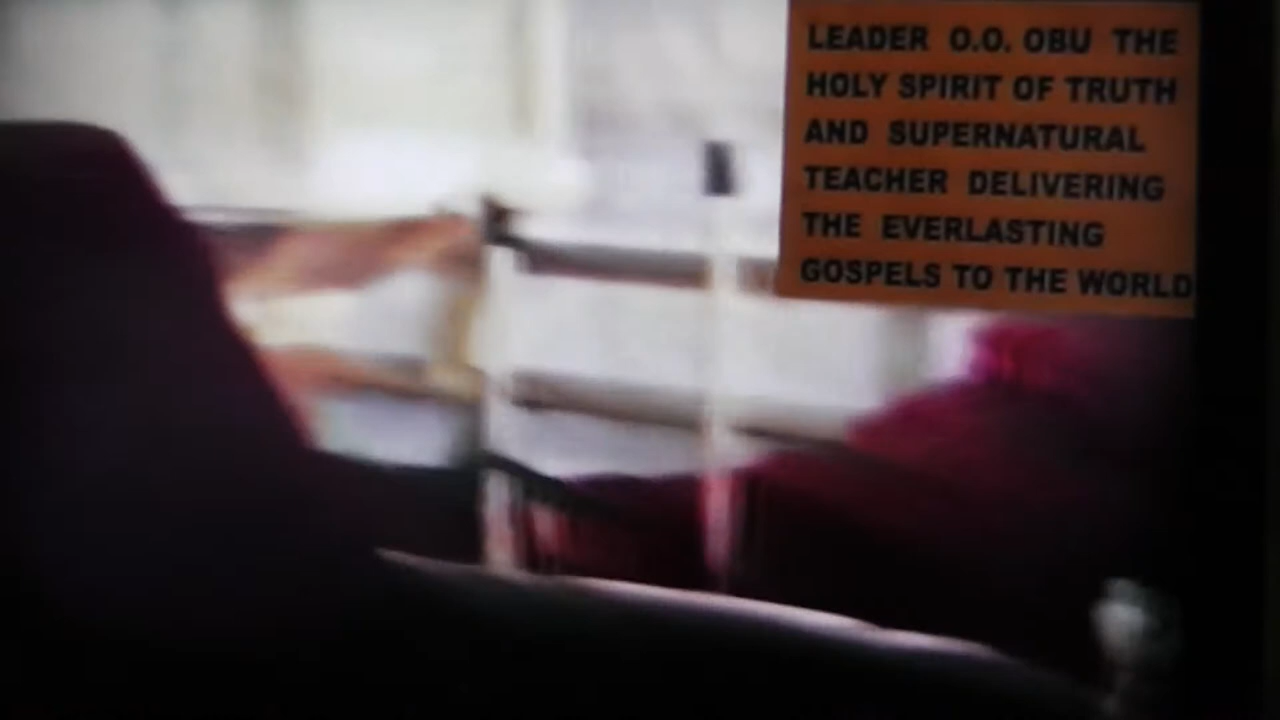 LEADER O.O. OBU THE
HOLY SPIRIT OF TRUTH
AND SUPERNATURAL
TEACHER DELIVERING
THE EVERLASTING
GOSPELS TO THE WORLD